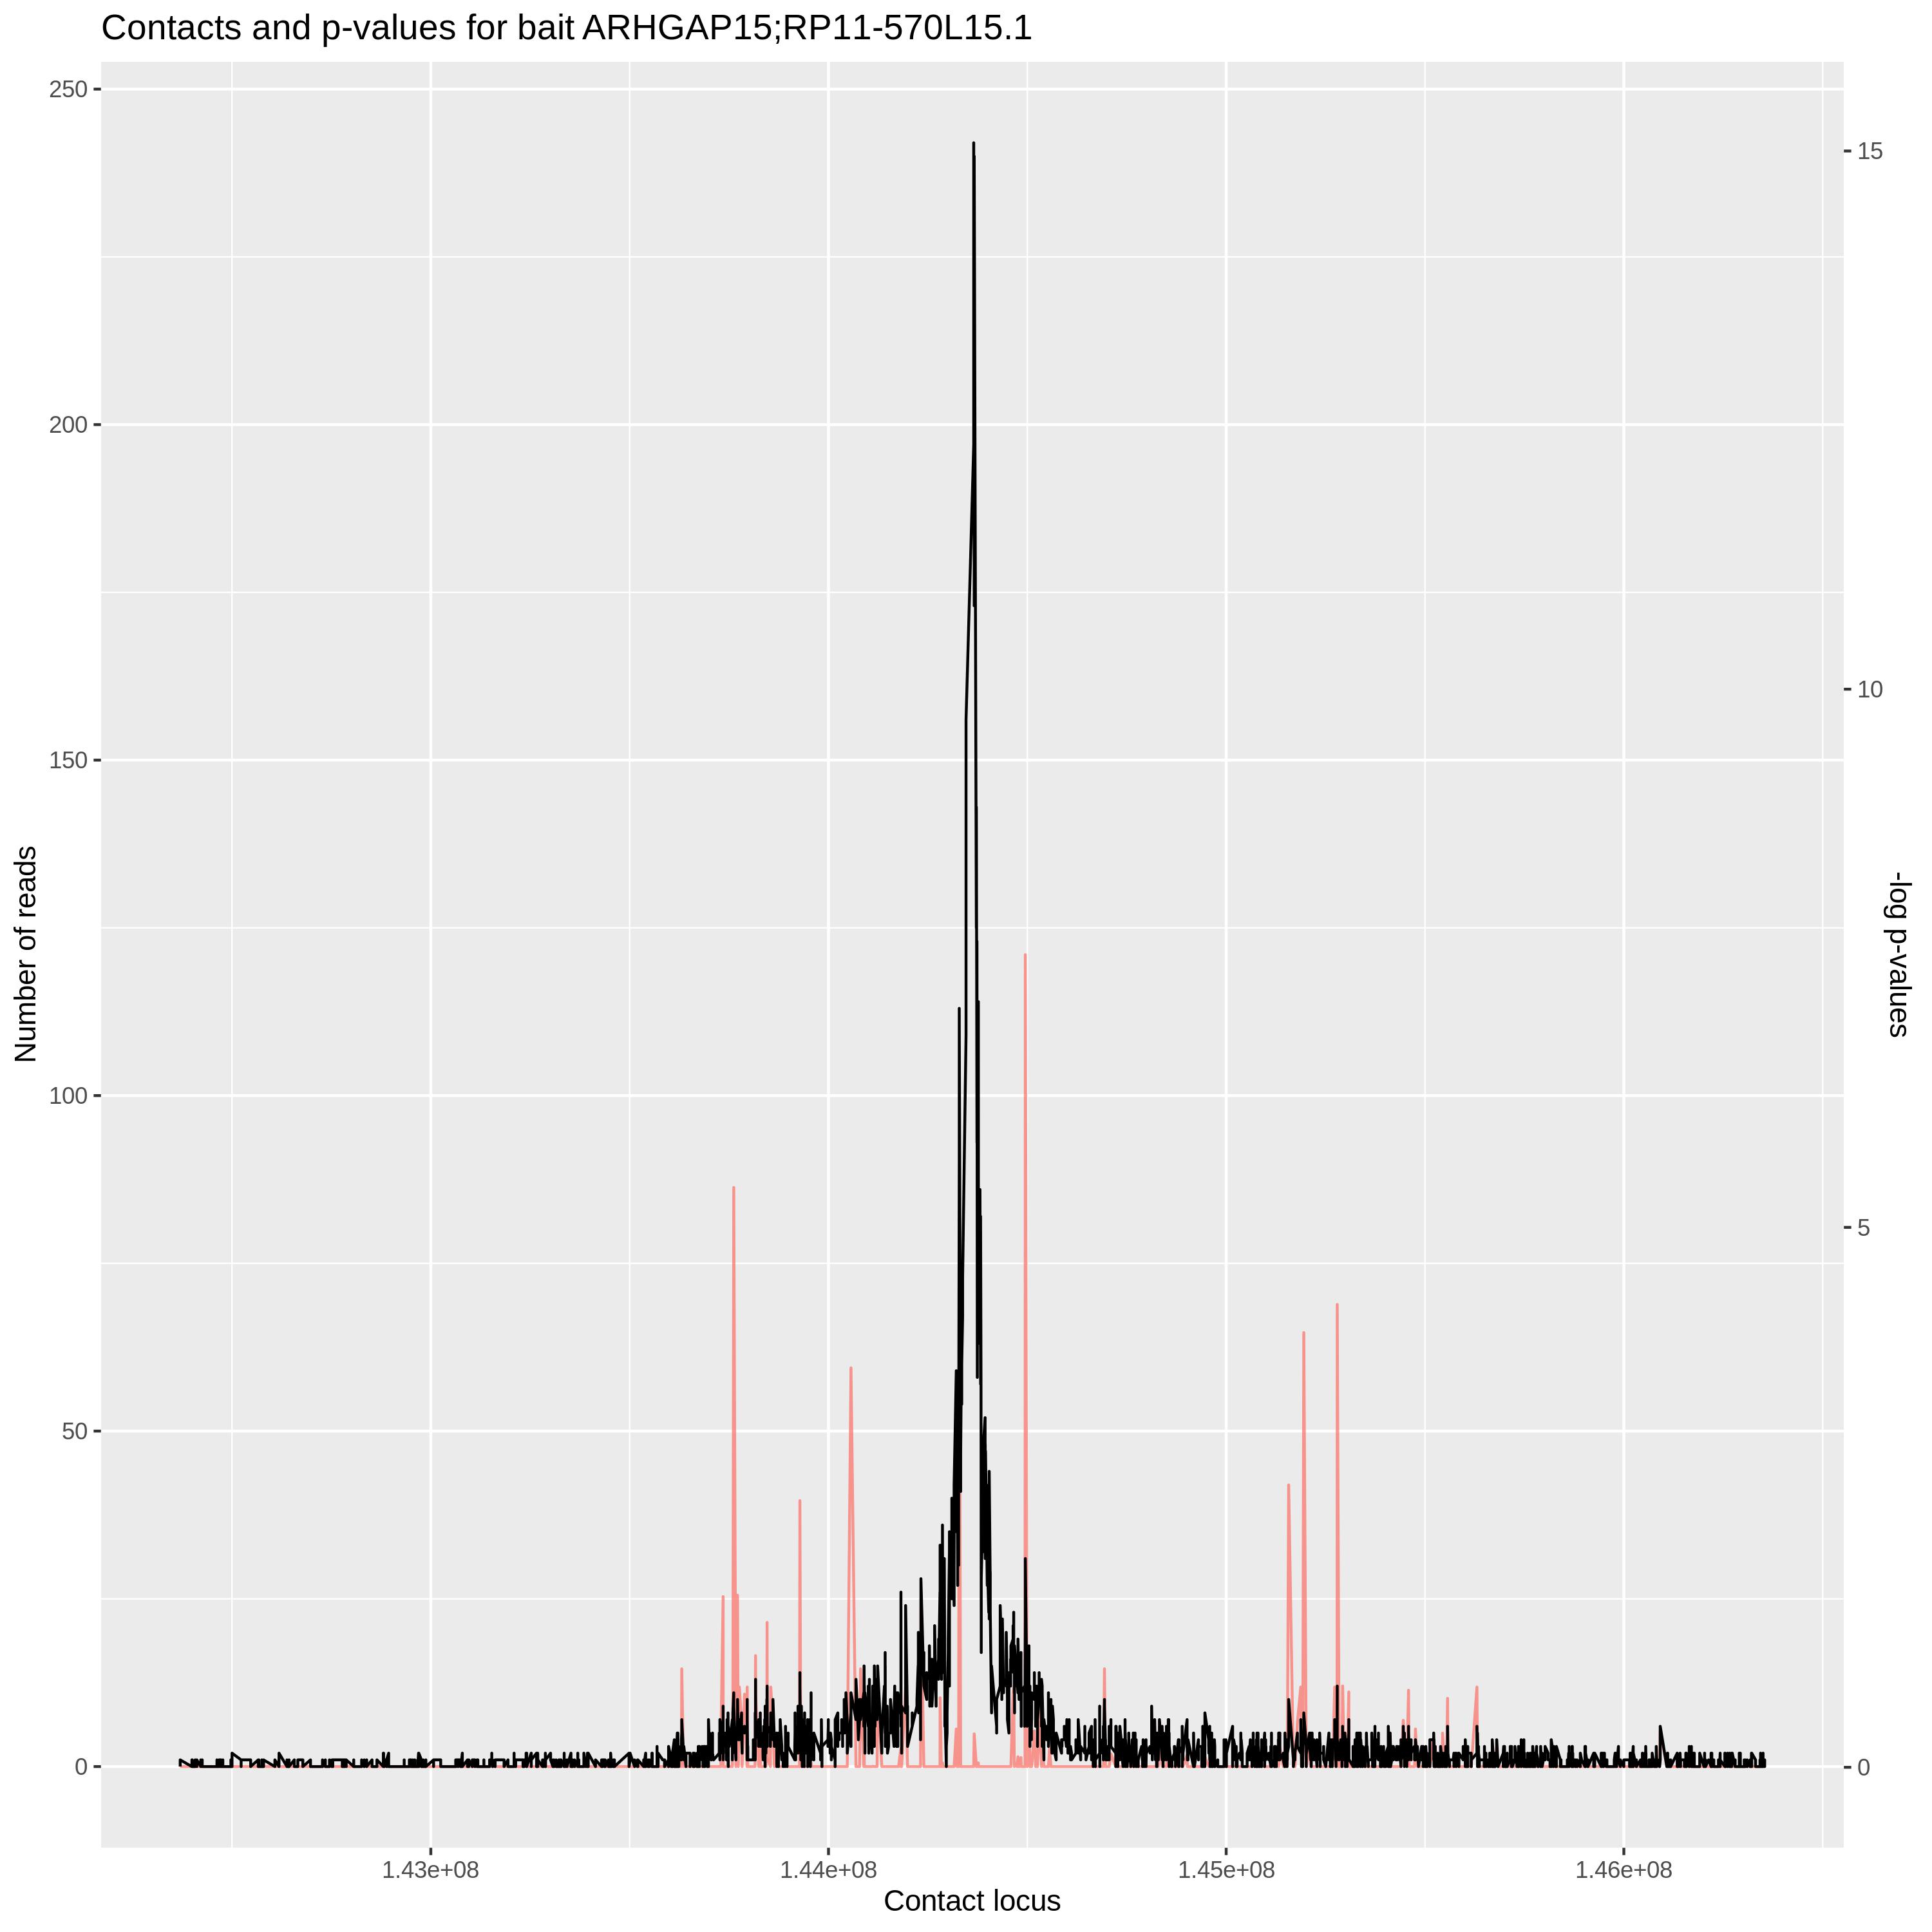 Contacts and p-values for bait ARHGAP15;RP11-570L15.1
250
200
150
100
50
0
Number of reads
15
10
5
0
-log p-values
1.43e+08 1.44e+08 1.45e+08 1.46e+08
Contact locus